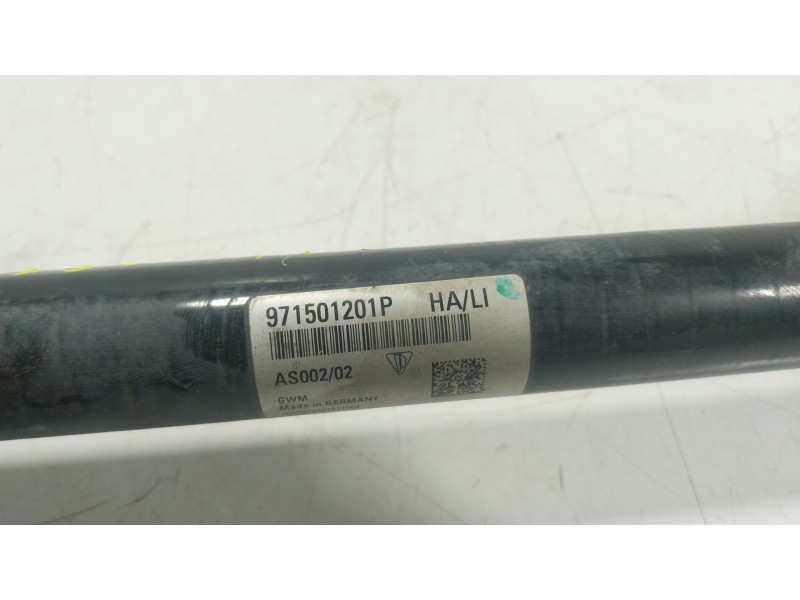 971501201P HA/LI
AS002/02
GWM
Made in GERMANY